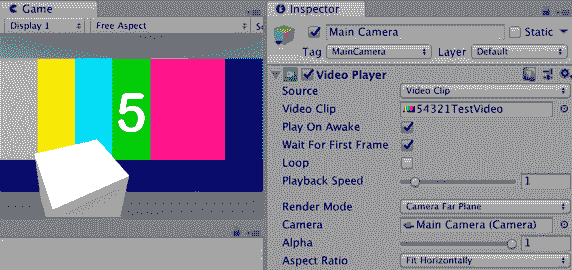 Game
Display 1
Free Aspect
5
Inspector
Main Camera
Static
Tag
MainCamera
Layer
Default
Video Player
Source
Video Clip
Video Clip
54321TestVideo
Play On Awake
Wait For First Frame
Loop
Playback Speed
1
Render Mode
Camera Far Plane
Camera
Main Camera (Camera)
Alpha
1
Aspect Ratio
Fit Horizontally